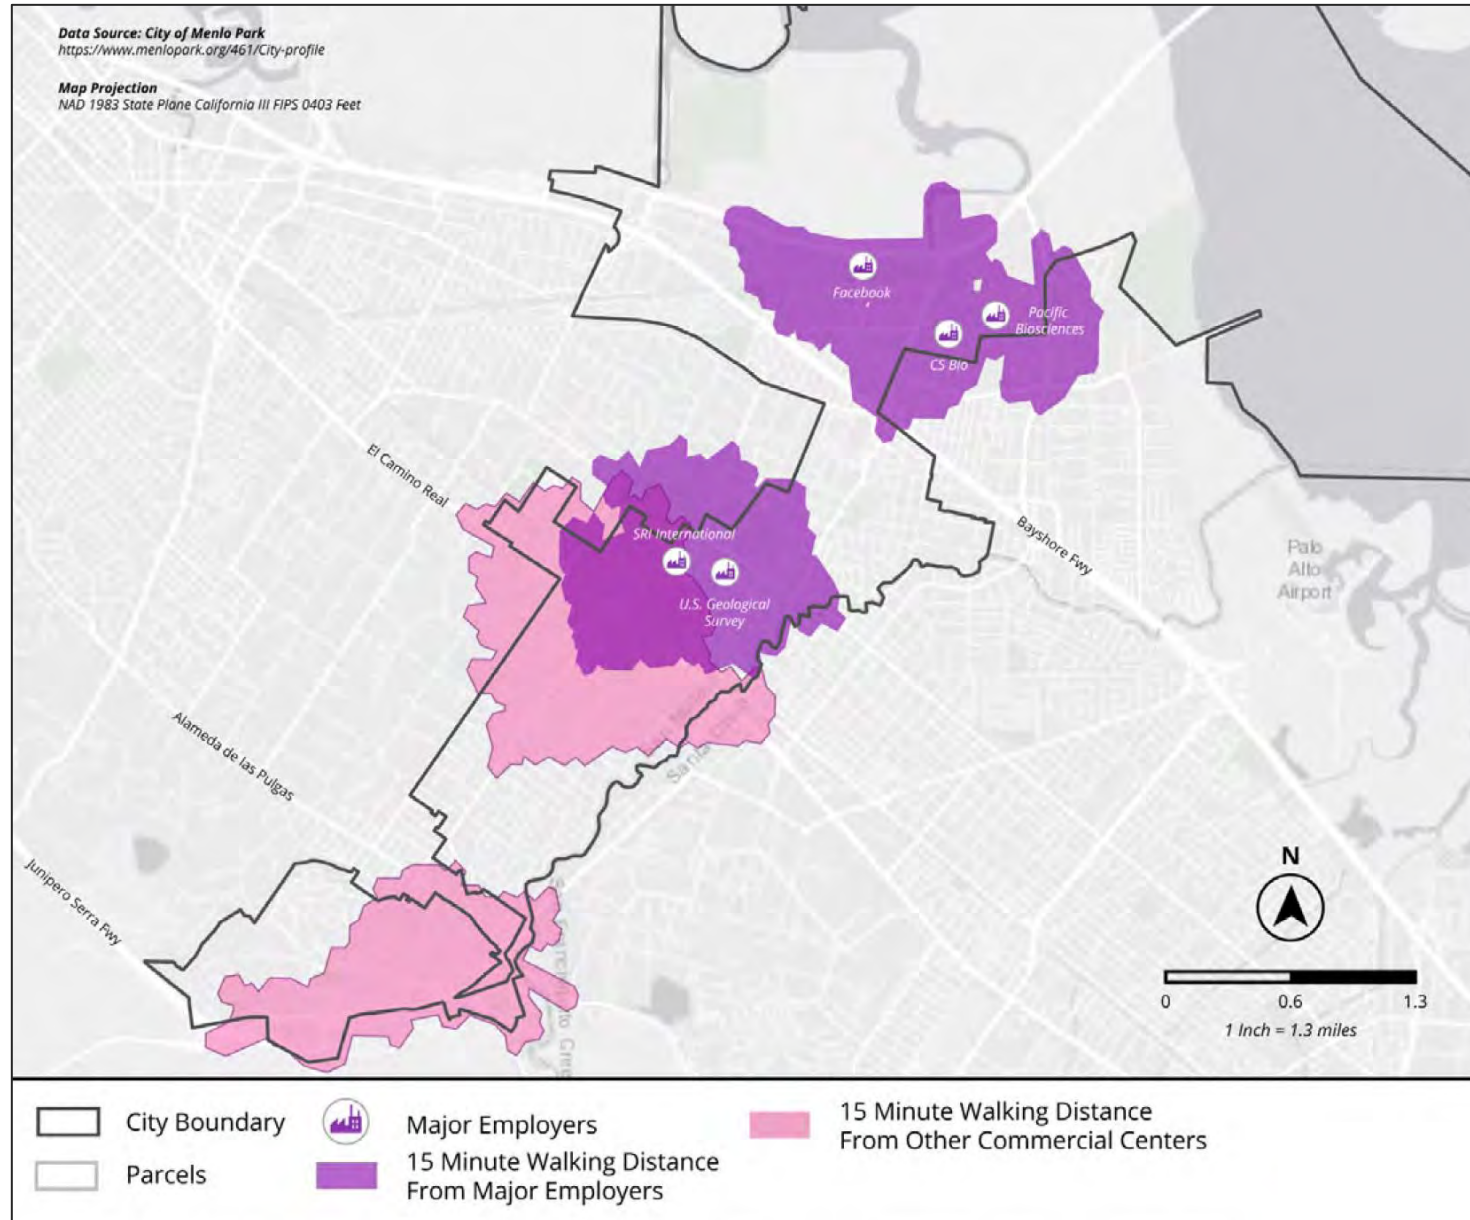 Data Source: City of Menlo Park
https://www.menlopark.org/461/City-profile
Map Projection
NAD 1983 State Plane California III FIPS 0403 Feet
Facebook
Pacific
Biosciences
CS Bio
El Camino Real
SRI International
Bayshore Fwy
Palo
Alto
Airport
U.S. Geological
Survey
Alameda de las Pulgas
Junipero Serra Fwy
N
0 0.6 1.3
1 Inch = 1.3 miles
City Boundary
Major Employers
15 Minute Walking Distance
From Other Commercial Centers
Parcels
15 Minute Walking Distance
From Major Employers